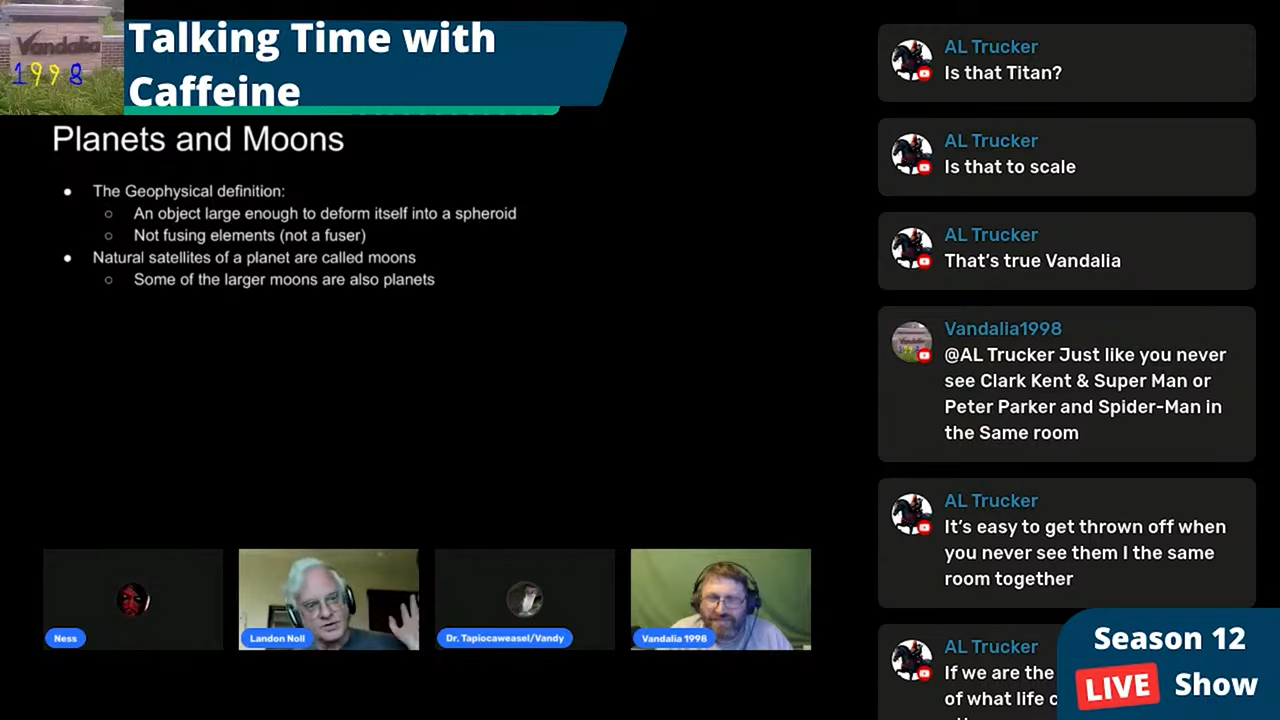 Vandalia
1998
Talking Time with
Caffeine
Planets and Moons
● The Geophysical definition:
○ An object large enough to deform itself into a spheroid
○ Not fusing elements (not a fuser)
● Natural satellites of a planet are called moons
○ Some of the larger moons are also planets
Ness
Landon Noll
Dr. Tapiocaweasel/Vandy
Vandalia 1998
AL Trucker
Is that Titan?
AL Trucker
Is that to scale
AL Trucker
That's true Vandalia
Vandalia1998
@AL Trucker Just like you never
see Clark Kent & Super Man or
Peter Parker and Spider-Man in
the Same room
AL Trucker
It's easy to get thrown off when
you never see them I the same
room together
AL Trucker
If we are the
of what life
Season 12
LIVE Show